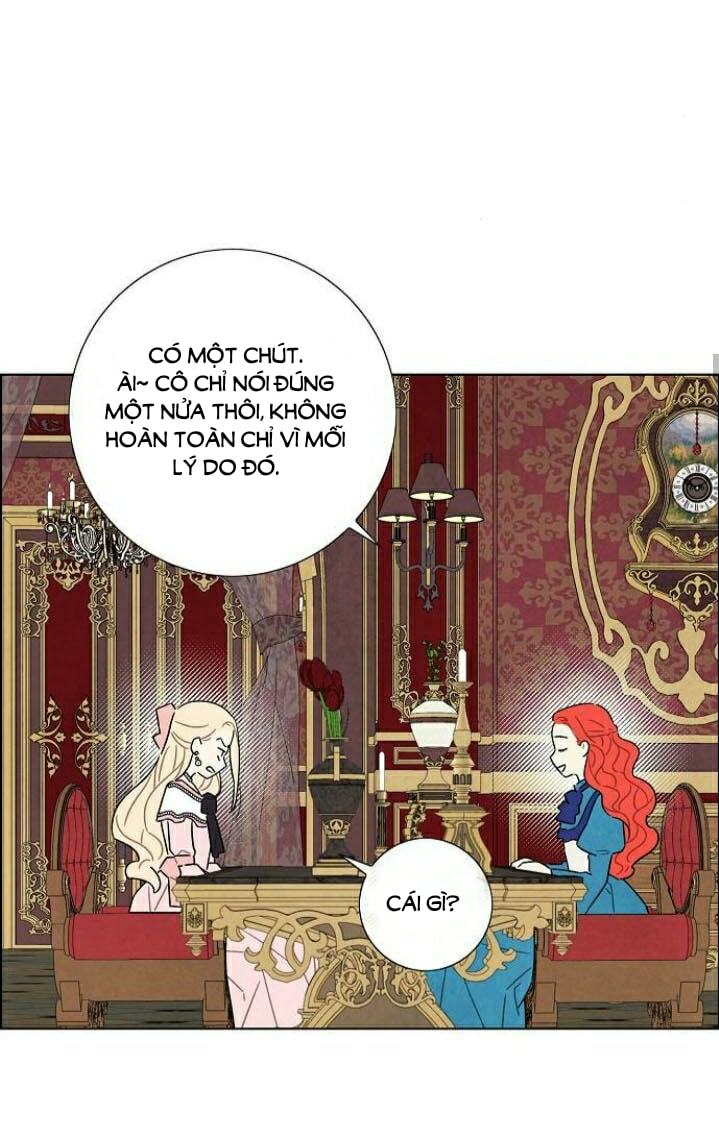 CÓ MỘT CHÚT.
ÀI~ CÔ CHỈ NÓI ĐÚNG
MỘT NỬA THÔI, KHÔNG
HOÀN TOÀN CHỈ VÌ MỖI
LÝ DO ĐÓ.
CÁI GÌ?